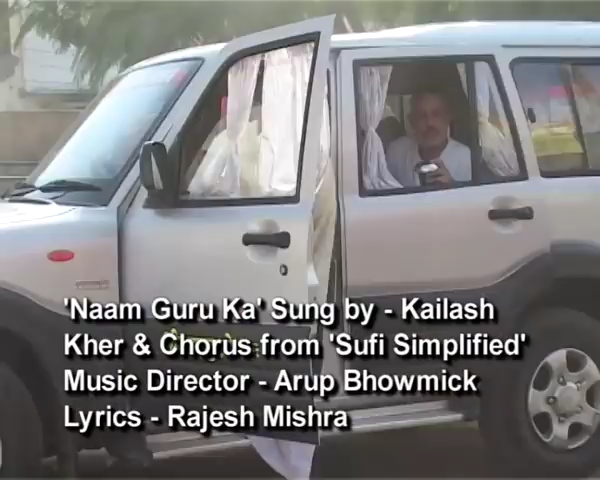 'Naam Guru Ka' Sung by - Kailash
Kher & Chorus from 'Sufi Simplified'
Music Director - Arup Bhowmick
Lyrics - Rajesh Mishra